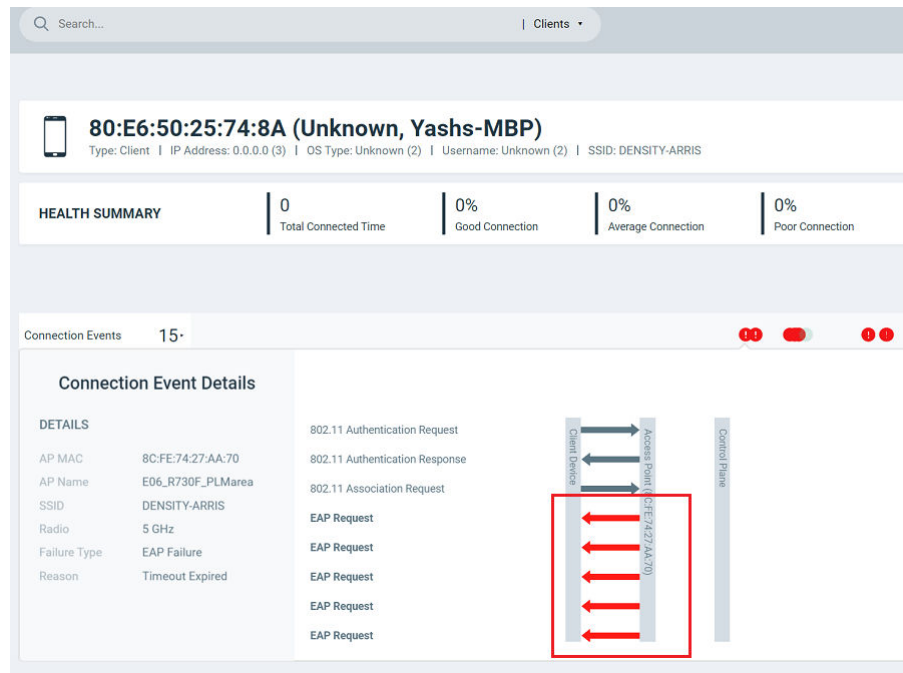 Search...
| Clients
80:E6:50:25:74:8A (Unknown, Yashs-MBP)
Type: Client | IP Address: 0.0.0.0 (3) | OS Type: Unknown (2) | Username: Unknown (2) | SSID: DENSITY-ARRIS
HEALTH SUMMARY
0
Total Connected Time
0%
Good Connection
0%
Average Connection
0%
Poor Connection
Connection Events
15
Connection Event Details
DETAILS
AP MAC 8C:FE:74:27:AA:70
AP Name E06_R730F_PLMarea
SSID DENSITY-ARRIS
Radio 5 GHz
Failure Type EAP Failure
Reason Timeout Expired
802.11 Authentication Request
802.11 Authentication Response
802.11 Association Request
EAP Request
EAP Request
EAP Request
EAP Request
EAP Request
Client Device
Access Point (8C:FE:74:27:AA:70)
Control Plane